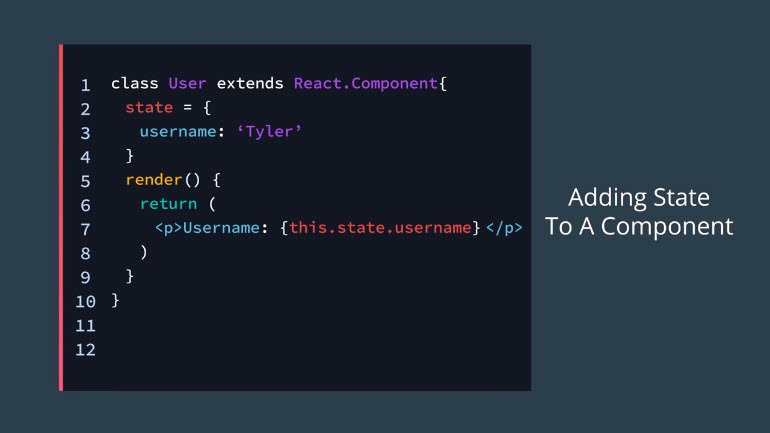 1 class User extends React.Component{
2 state = {
3 username: ‘Tyler’
4 }
5 render() {
6 return (
7 <p>Username: {this.state.username}</p>
8 )
9 }
10 }
11
12
Adding State
To A Component